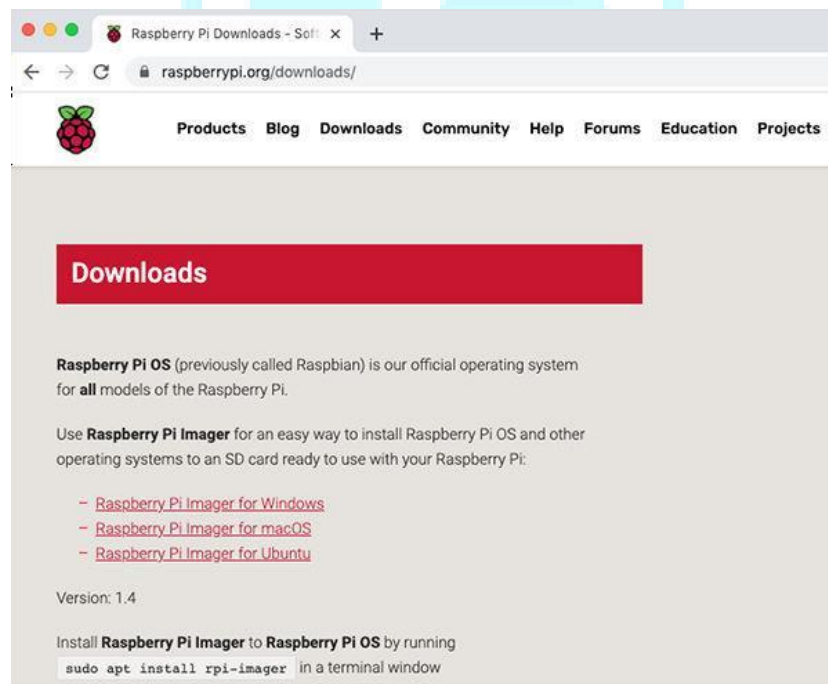 Raspberry Pi Downloads - Soft
raspberrypi.org/downloads/
Products Blog Downloads Community Help Forums Education Projects
Downloads
Raspberry Pi OS (previously called Raspbian) is our official operating system
for all models of the Raspberry Pi.
Use Raspberry Pi Imager for an easy way to install Raspberry Pi OS and other
operating systems to an SD card ready to use with your Raspberry Pi:
– Raspberry Pi Imager for Windows
– Raspberry Pi Imager for macOS
– Raspberry Pi Imager for Ubuntu
Version: 1.4
Install Raspberry Pi Imager to Raspberry Pi OS by running
sudo apt install rpi-imager in a terminal window